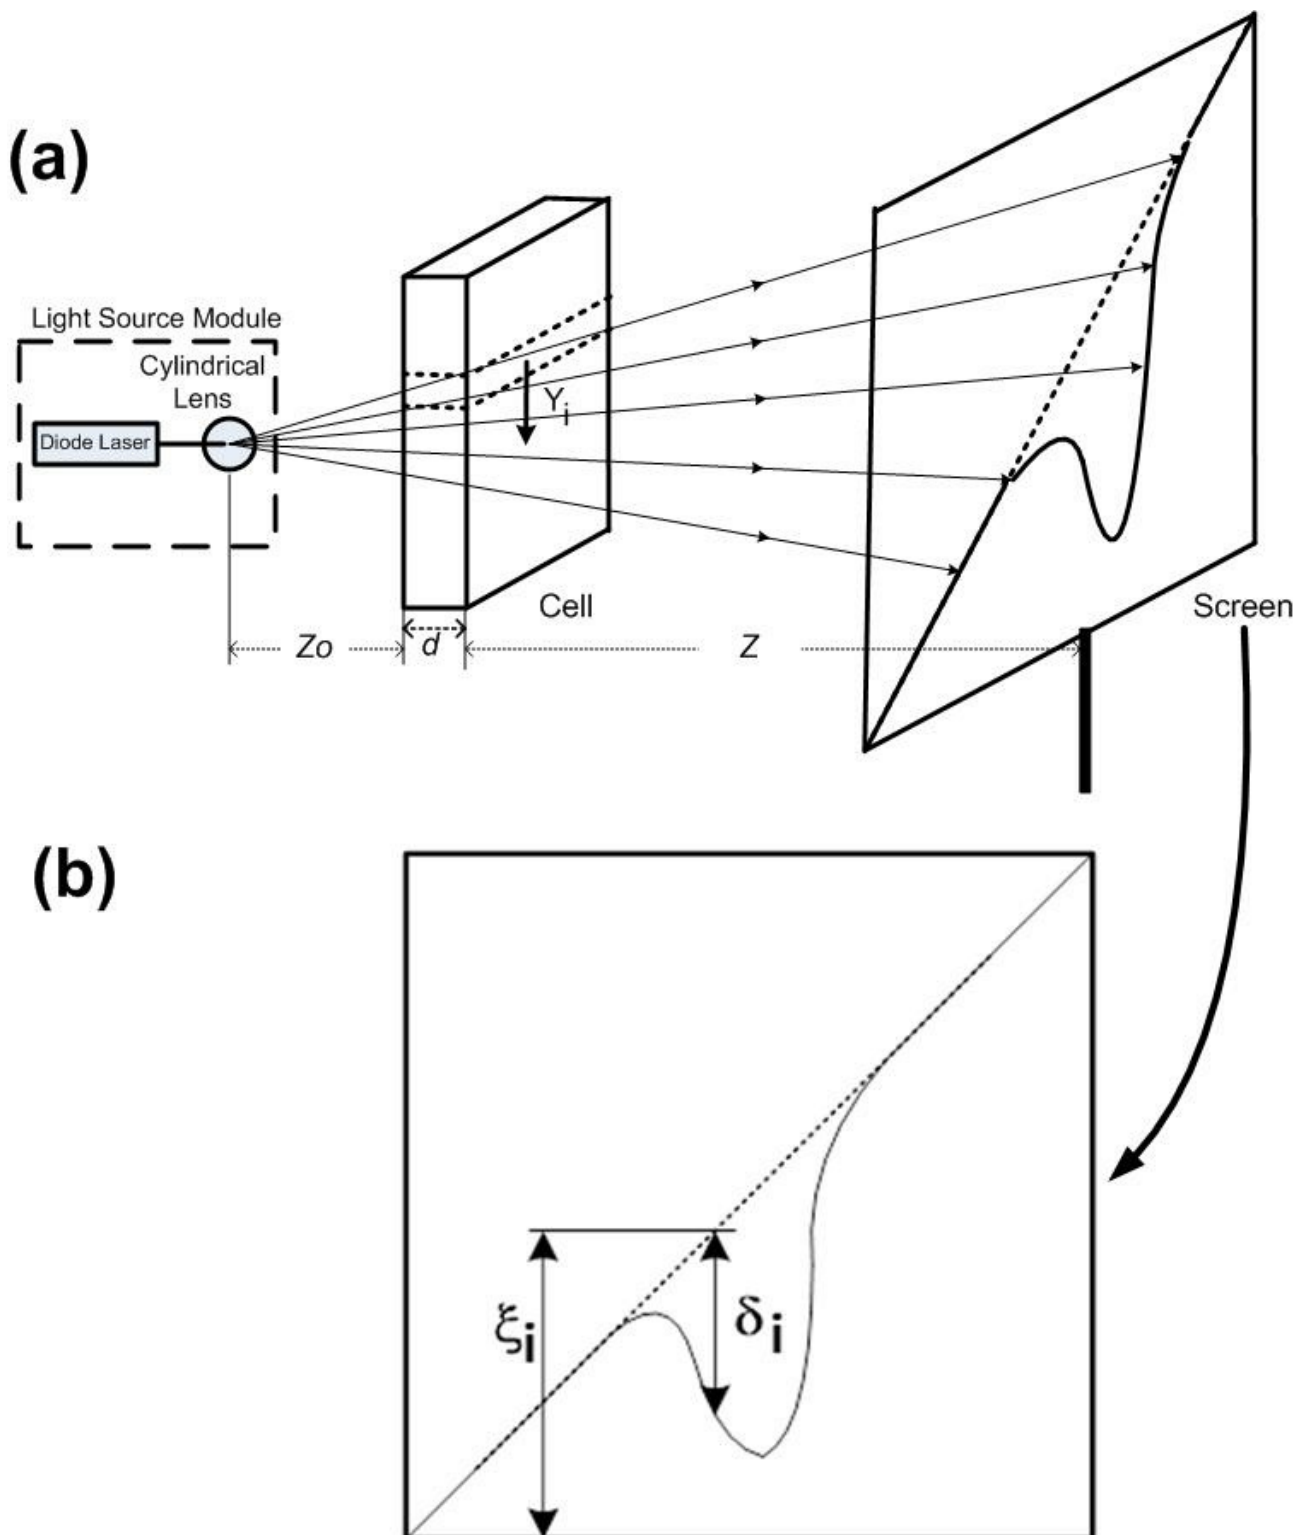 (a)
Light Source Module
Cylindrical
Lens
Diode Laser
Yi
Cell
Screen
Zo
d
Z
(b)
ξi
δi